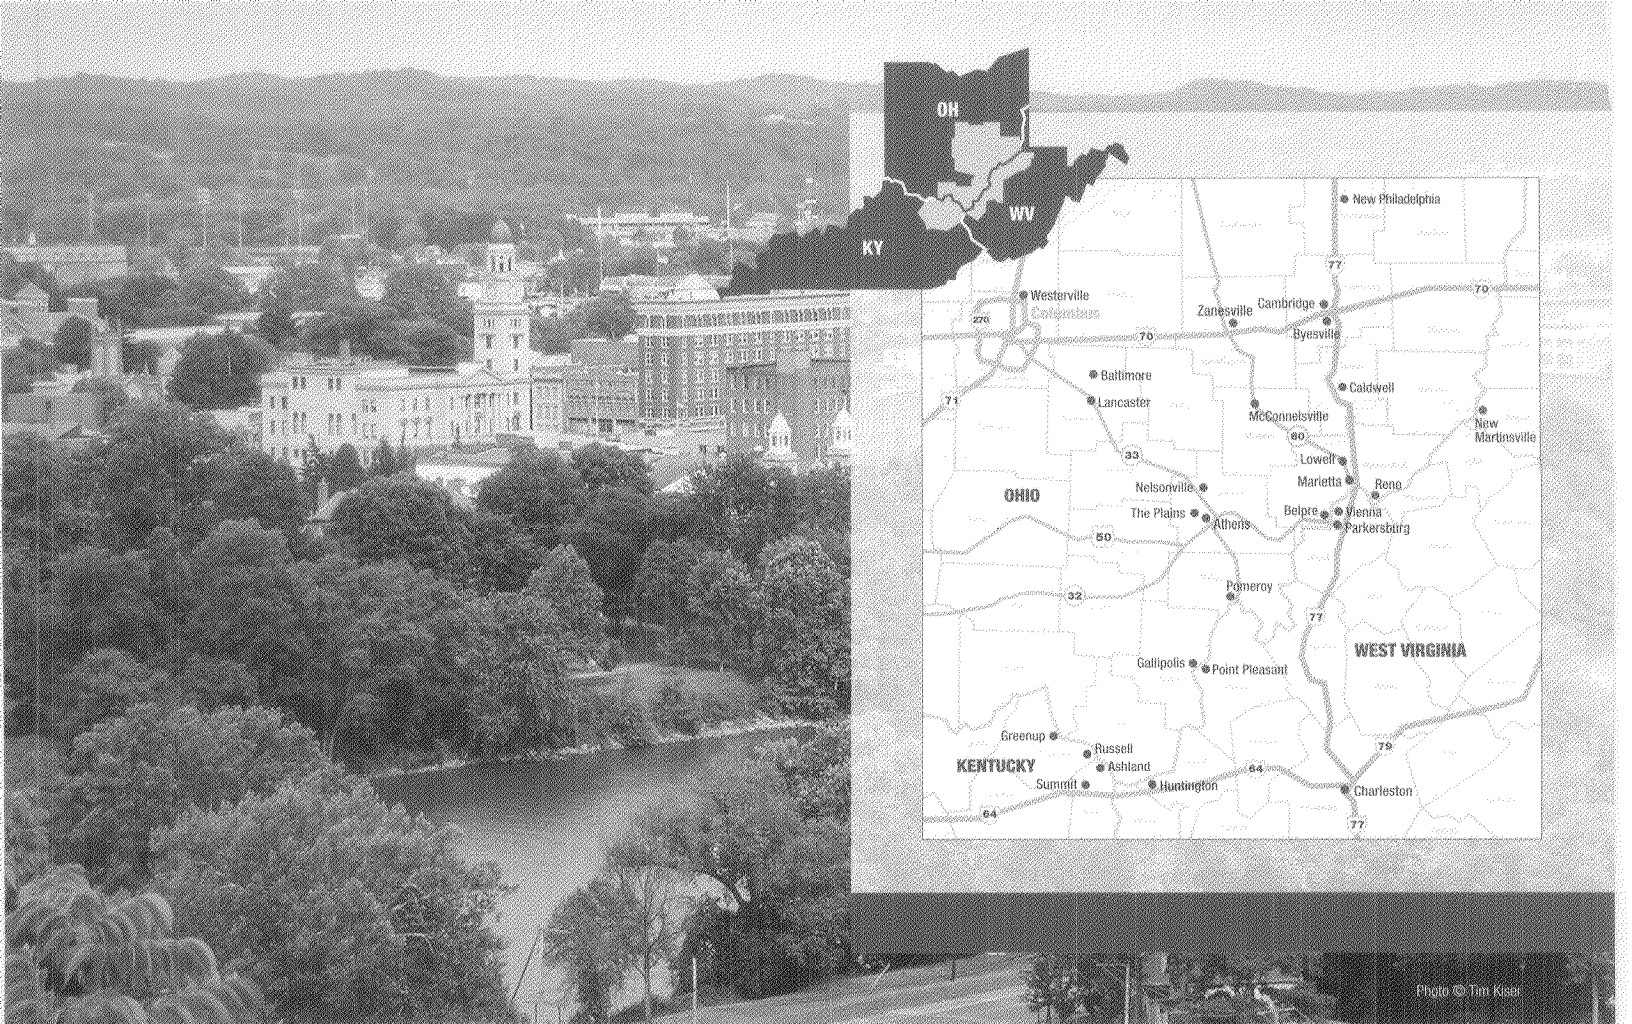 OH
WV
KY
New Philadelphia
77
70
Westerville
Columbus
270
Zanesville
Cambridge
Byesville
70
Baltimore
Lancaster
71
Caldwell
McConnelsville
60
New
Martinsville
33
Lowell
Marietta
Reno
Nelsonville
OHIO
The Plains
Athens
Belpre
Vienna
Parkersburg
50
Pomeroy
32
77
WEST VIRGINIA
Gallipolis
Point Pleasant
Greenup
Russell
79
KENTUCKY
Ashland
64
Summit
Huntington
Charleston
64
77
Photo © Tim Kiser